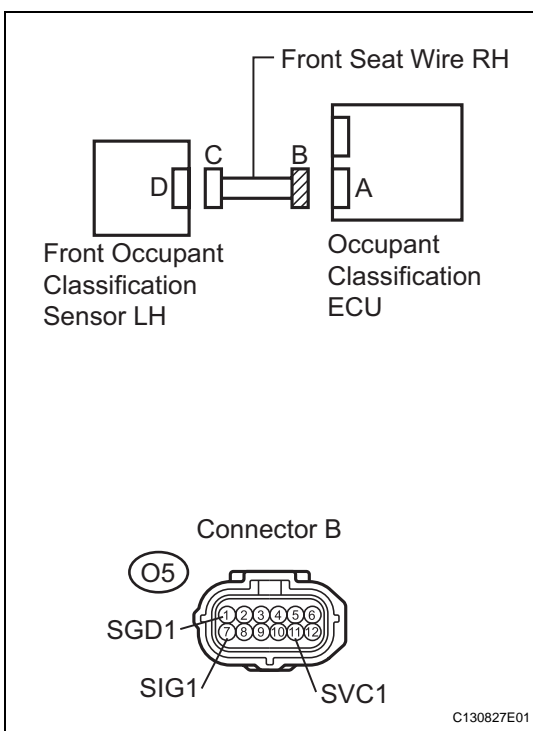 Front Seat Wire RH
C
B
D
A
Front Occupant
Classification
Sensor LH
Occupant
Classification
ECU
Connector B
O5
1 2 3 4 5 6
7 8 9 10 11 12
SGD1
SIG1
SVC1
C130827E01